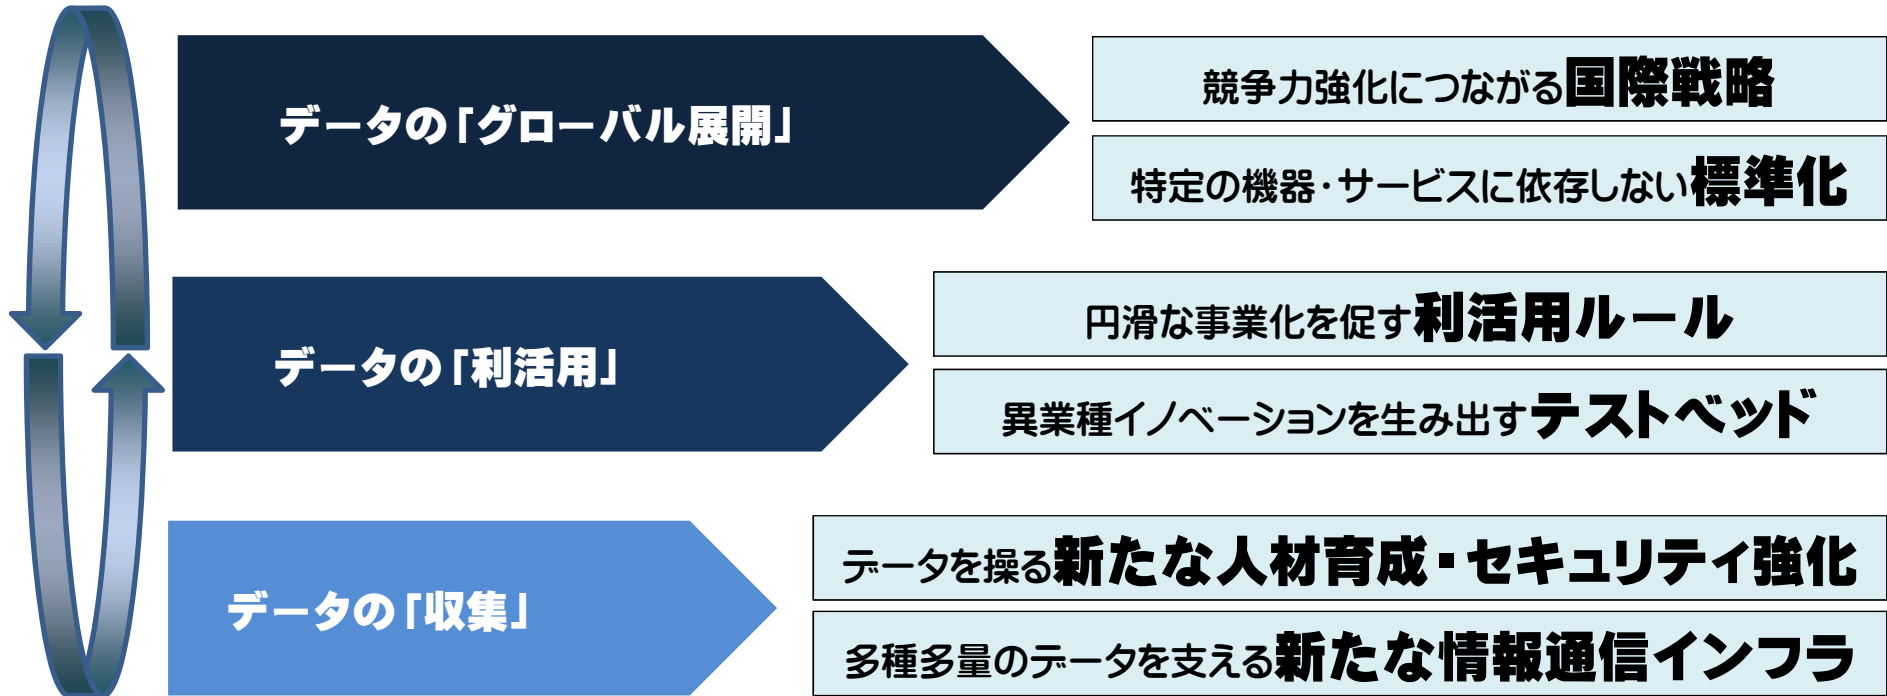 データの「グローバル展開」
競争力強化につながる国際戦略
特定の機器・サービスに依存しない標準化
データの「利活用」
円滑な事業化を促す利活用ルール
異業種イノベーションを生み出すテストベッド
データの「収集」
データを操る新たな人材育成・セキュリティ強化
多種多量のデータを支える新たな情報通信インフラ